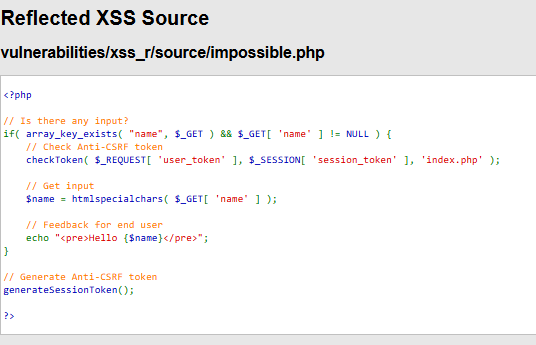 Reflected XSS Source
vulnerabilities/xss_r/source/impossible.php
<?php
// Is there any input?
if( array_key_exists( "name", $_GET ) && $_GET[ 'name' ] != NULL ) {
    // Check Anti-CSRF token
    checkToken( $_REQUEST[ 'user_token' ], $_SESSION[ 'session_token' ], 'index.php' );
    // Get input
    $name = htmlspecialchars( $_GET[ 'name' ] );
    // Feedback for end user
    echo "<pre>Hello {$name}</pre>";
}
// Generate Anti-CSRF token
generateSessionToken();
?>